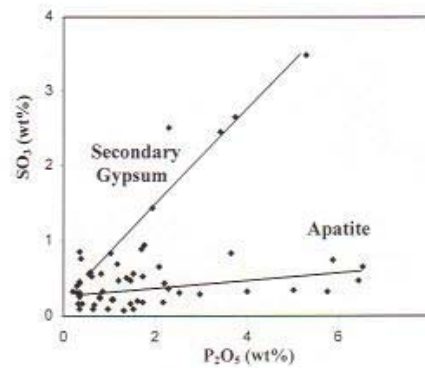 4
3
2
1
0
SO₃ (wt%)
Secondary
Gypsum
Apatite
0
2
4
6
P₂O₅ (wt%)